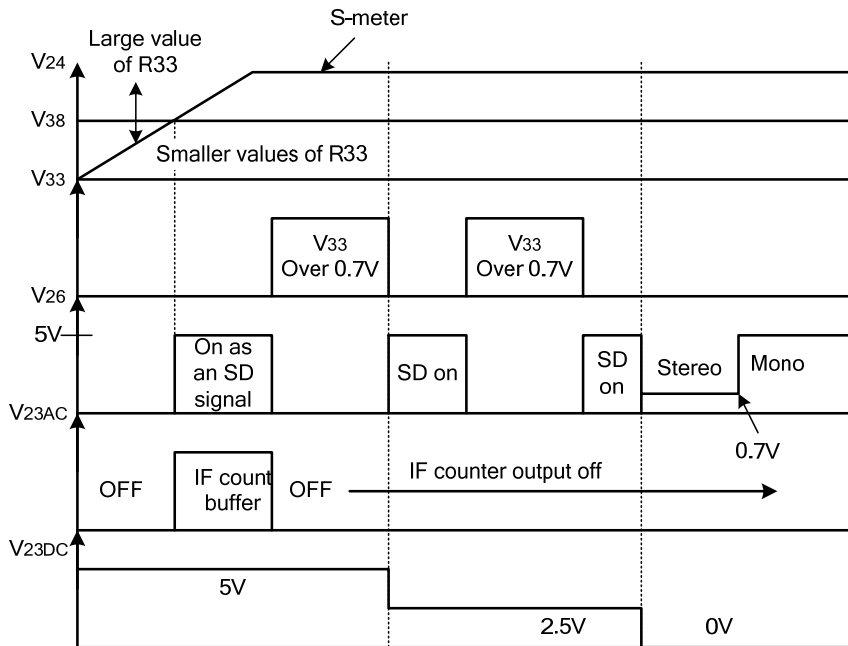 S-meter
Large value
of R33
V24
V38
Smaller values of R33
V33
V33
Over 0.7V
V33
Over 0.7V
V26
5V
On as
an SD
signal
SD on
SD
on
Stereo
Mono
V23AC
0.7V
OFF
IF count
buffer
OFF
IF counter output off
V23DC
5V
2.5V
0V